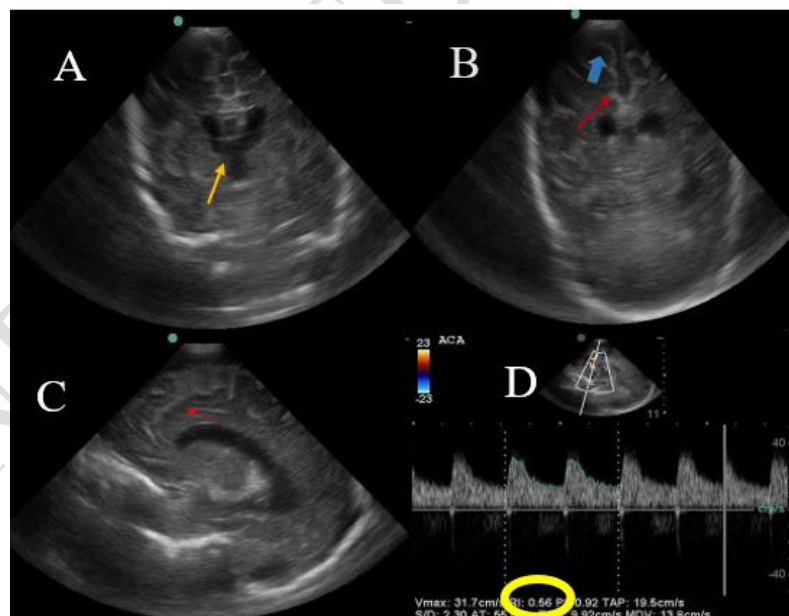 A
B
C
23 ACA
-23
D
11
40
cm/s
-40
Vmax: 31.7cm/s RI: 0.56 PI: 0.92 TAP: 19.5cm/s
S/D: 2.30 AT: 9.92cm/s MDV: 13.8cm/s